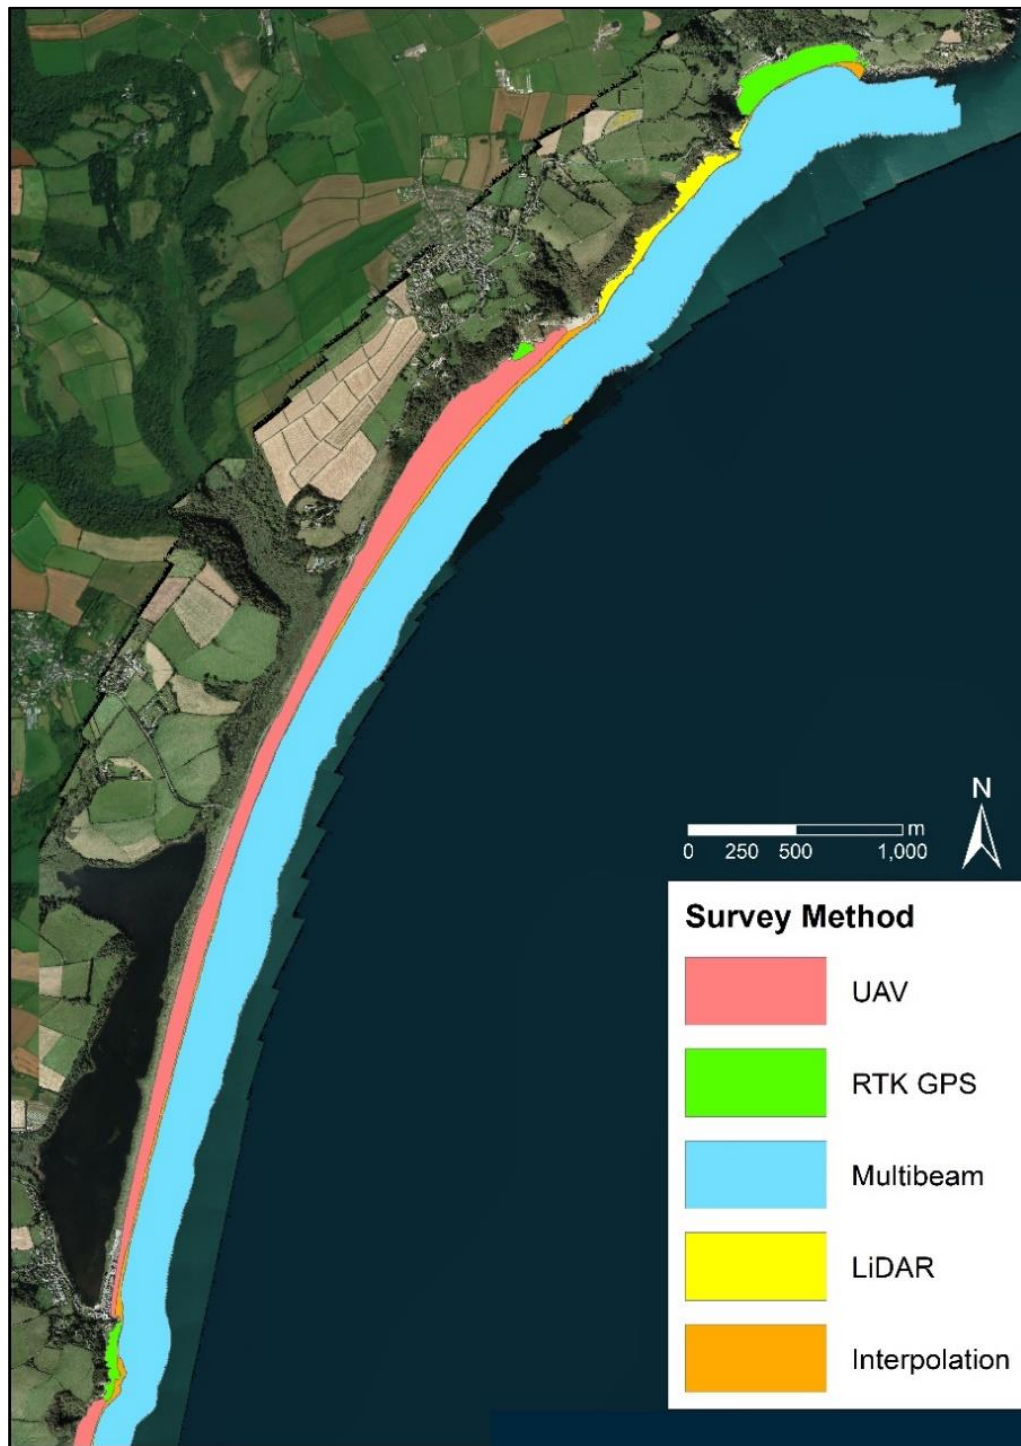 N
m
0 250 500 1,000
Survey Method
UAV
RTK GPS
Multibeam
LiDAR
Interpolation